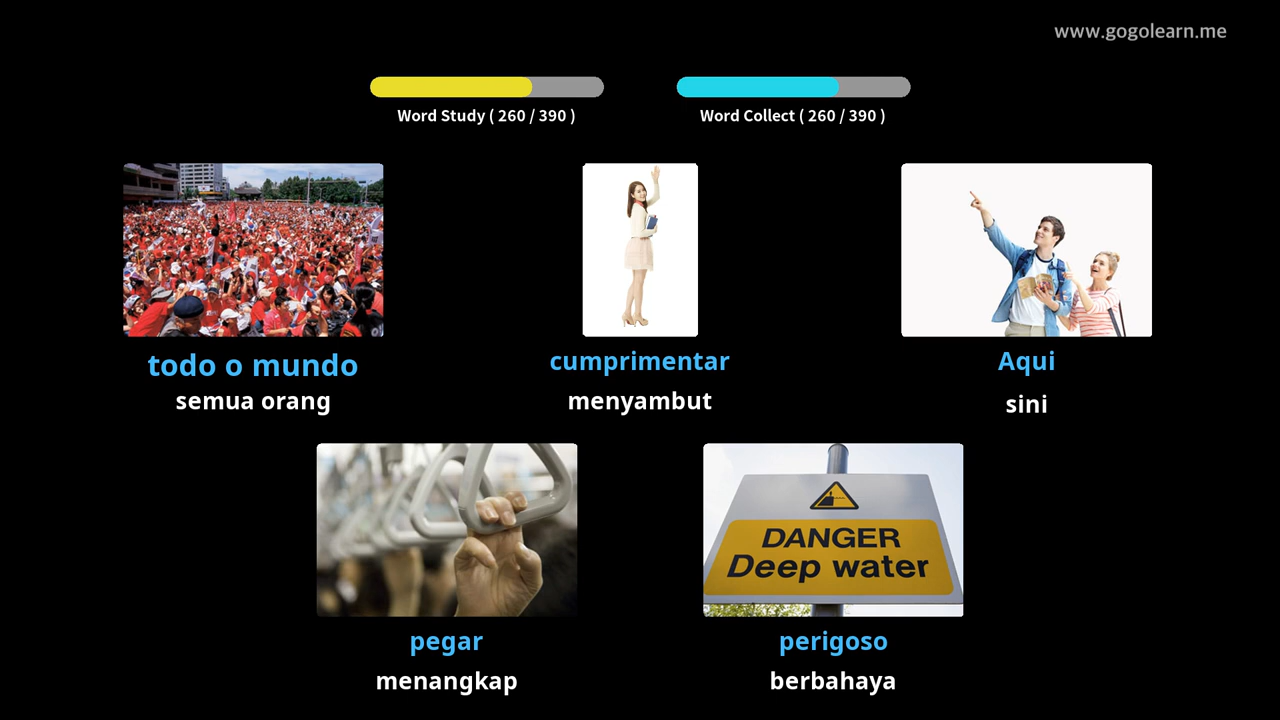 www.gogolearn.me
Word Study ( 260 / 390 )
Word Collect ( 260 / 390 )
todo o mundo
semua orang
cumprimentar
menyambut
Aqui
sini
DANGER
Deep water
pegar
menangkap
perigoso
berbahaya